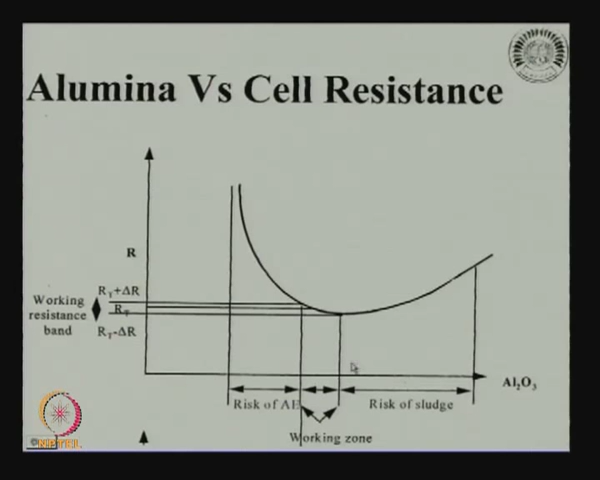 Alumina Vs Cell Resistance
R
R_T+ΔR
Working
resistance
band
R_T
R_T-ΔR
Al₂O₃
Risk of AE
Risk of sludge
Working zone
NPTEL